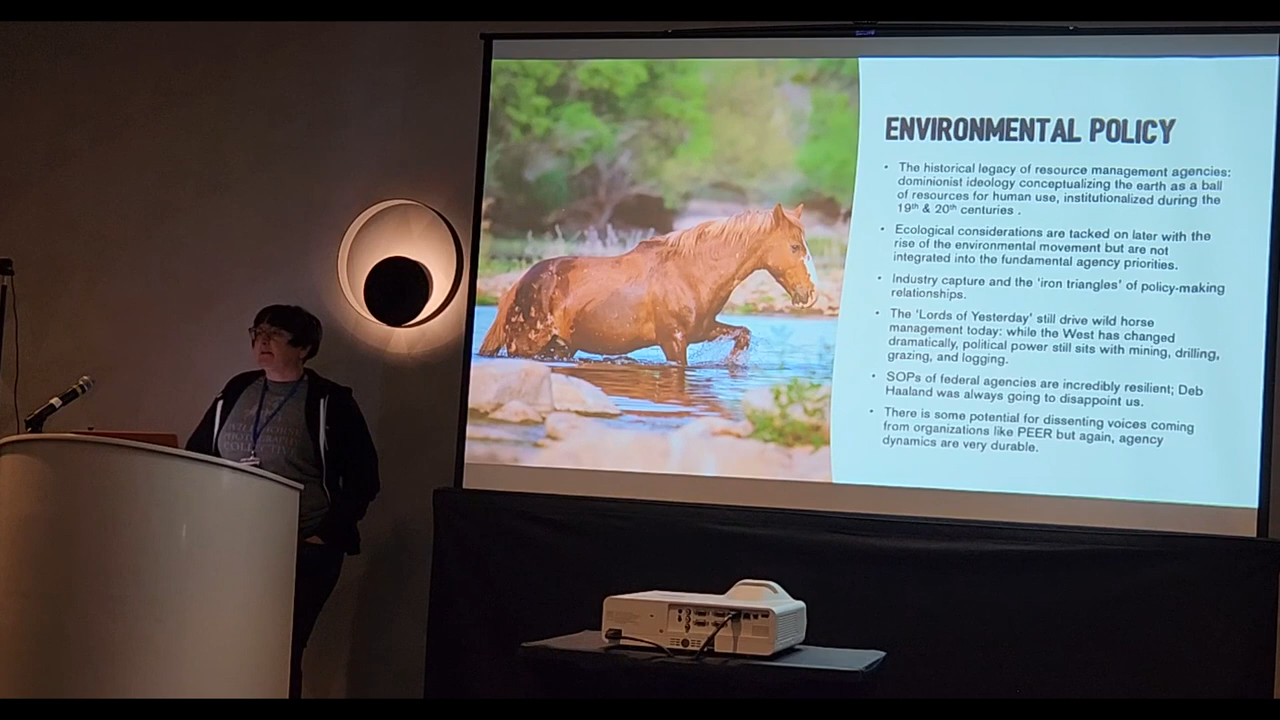 ENVIRONMENTAL POLICY
• The historical legacy of resource management agencies:
dominionist ideology conceptualizing the earth as a ball
of resources for human use, institutionalized during the
19th & 20th centuries .
• Ecological considerations are tacked on later with the
rise of the environmental movement but are not
integrated into the fundamental agency priorities.
• Industry capture and the 'iron triangles' of policy-making
relationships.
• The 'Lords of Yesterday' still drive wild horse
management today: while the West has changed
dramatically, political power still sits with mining, drilling,
grazing, and logging.
• SOPs of federal agencies are incredibly resilient; Deb
Haaland was always going to disappoint us.
• There is some potential for dissenting voices coming
from organizations like PEER but again, agency
dynamics are very durable.